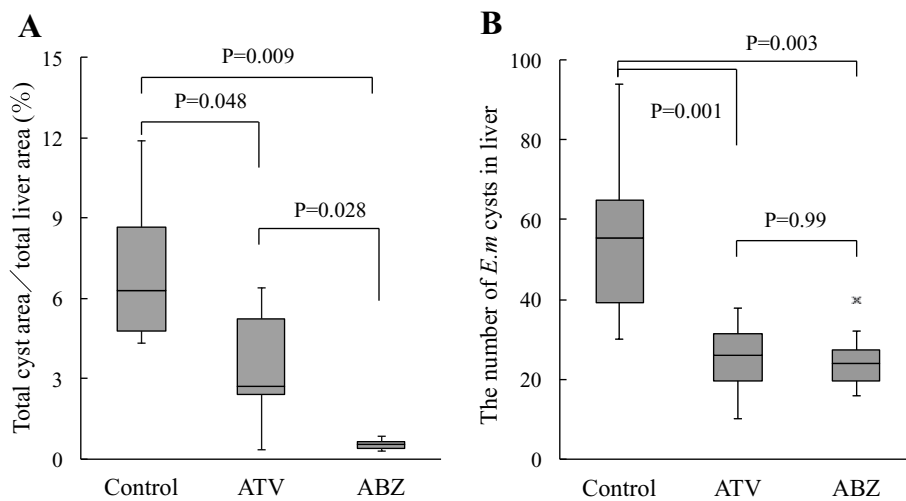 A
Total cyst area/total liver area (%)
15
12
9
6
3
0
P=0.009
P=0.048
P=0.028
Control
ATV
ABZ
B
The number of E.m cysts in liver
100
80
60
40
20
0
P=0.003
P=0.001
P=0.99
Control
ATV
ABZ